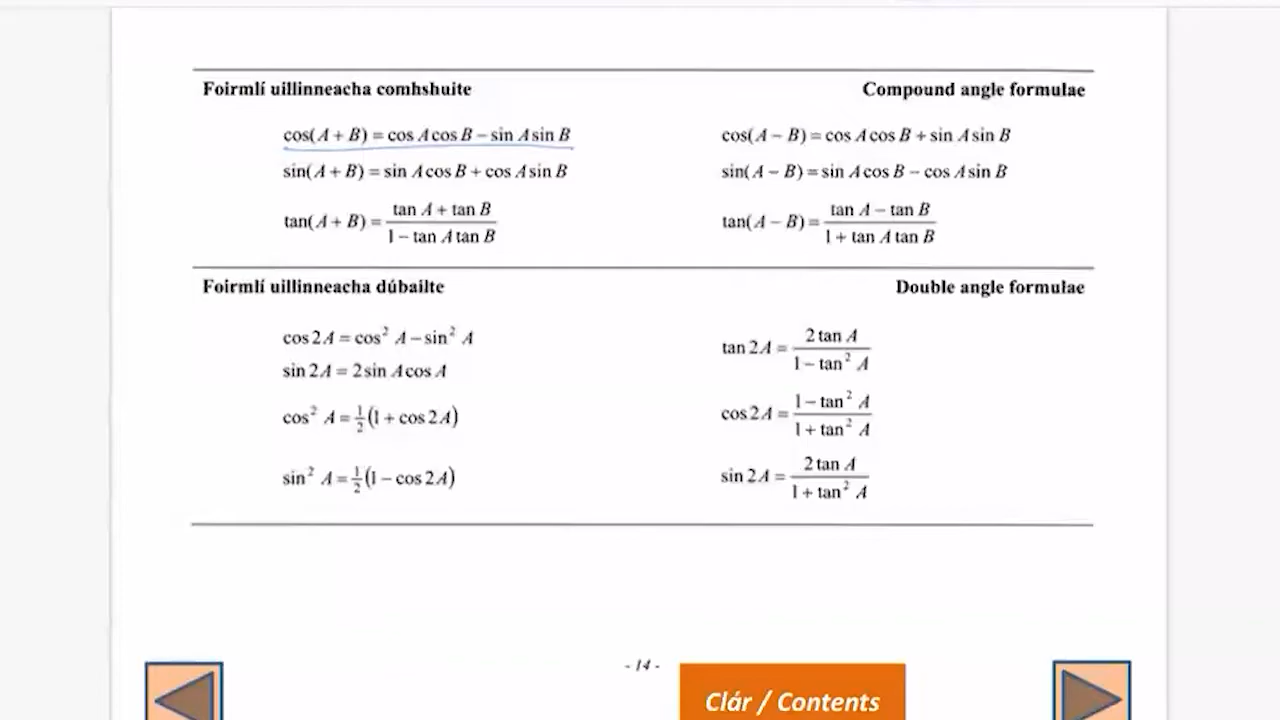 Foirmlí uillinneacha comhshuite Compound angle formulae
cos(A + B) = cos A cos B − sin A sin B cos(A − B) = cos A cos B + sin A sin B
sin(A + B) = sin A cos B + cos A sin B sin(A − B) = sin A cos B − cos A sin B
tan(A + B) = (tan A + tan B)/(1 − tan A tan B) tan(A − B) = (tan A − tan B)/(1 + tan A tan B)
Foirmlí uillinneacha dúbailte Double angle formulae
cos 2A = cos² A − sin² A
sin 2A = 2 sin A cos A
cos² A = ½(1 + cos 2A)
sin² A = ½(1 − cos 2A)
tan 2A = (2 tan A)/(1 − tan² A)
cos 2A = (1 − tan² A)/(1 + tan² A)
sin 2A = (2 tan A)/(1 + tan² A)
- 14 -
Clár / Contents